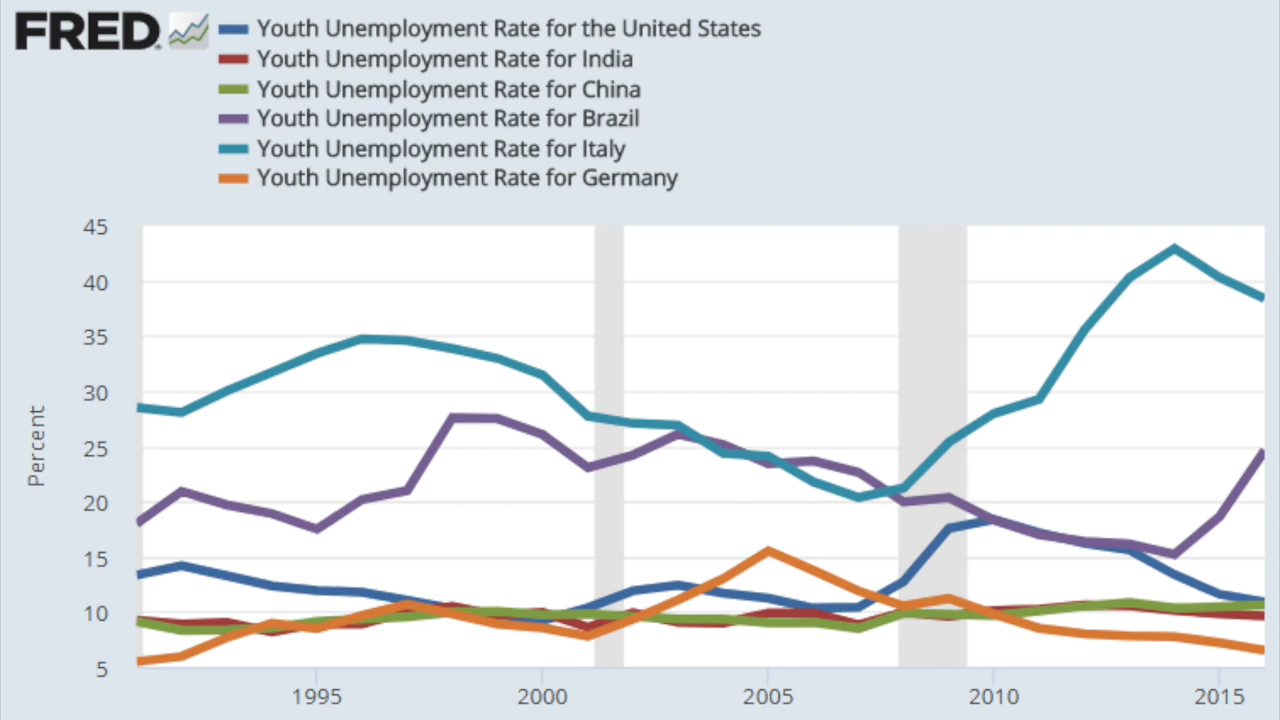 FRED
Youth Unemployment Rate for the United States
Youth Unemployment Rate for India
Youth Unemployment Rate for China
Youth Unemployment Rate for Brazil
Youth Unemployment Rate for Italy
Youth Unemployment Rate for Germany
45
40
35
30
25
20
15
10
5
Percent
1995 2000 2005 2010 2015